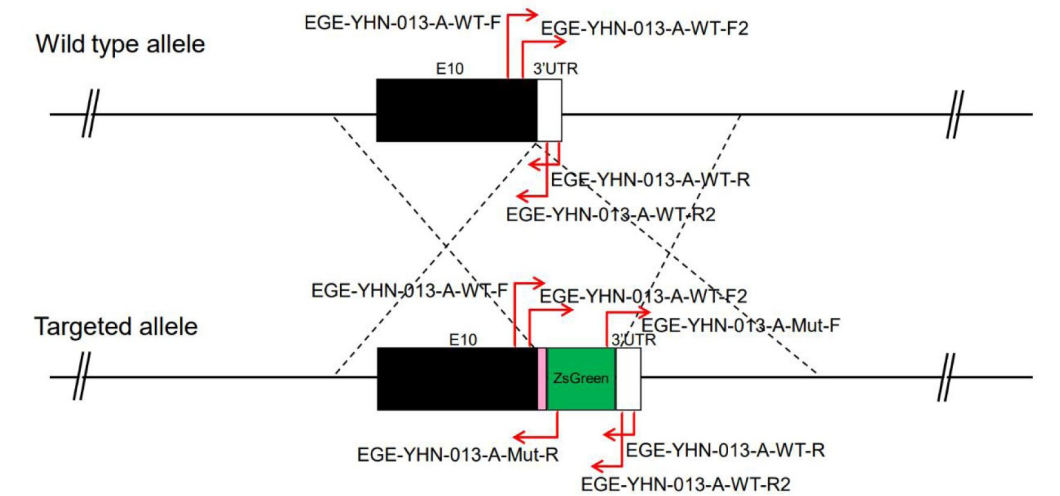 EGE-YHN-013-A-WT-F
EGE-YHN-013-A-WT-F2
Wild type allele
E10
3'UTR
EGE-YHN-013-A-WT-R
EGE-YHN-013-A-WT-R2
EGE-YHN-013-A-WT-F
EGE-YHN-013-A-WT-F2
Targeted allele
EGE-YHN-013-A-Mut-F
E10
3'UTR
ZsGreen
EGE-YHN-013-A-Mut-R
EGE-YHN-013-A-WT-R
EGE-YHN-013-A-WT-R2